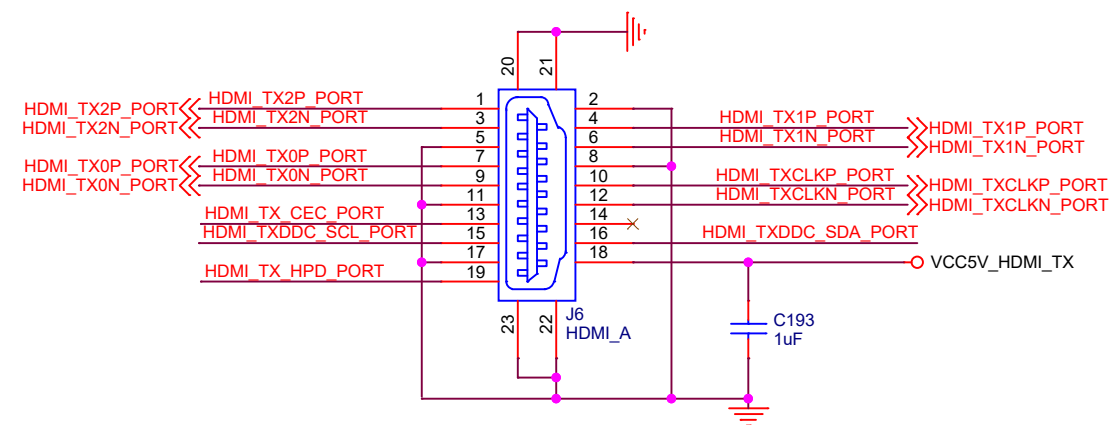 20 21
HDMI_TX2P_PORT HDMI_TX2P_PORT 1 2
HDMI_TX2N_PORT HDMI_TX2N_PORT 3 4 HDMI_TX1P_PORT HDMI_TX1P_PORT
5 6 HDMI_TX1N_PORT HDMI_TX1N_PORT
HDMI_TX0P_PORT HDMI_TX0P_PORT 7 8
HDMI_TX0N_PORT HDMI_TX0N_PORT 9 10 HDMI_TXCLKP_PORT HDMI_TXCLKP_PORT
11 12 HDMI_TXCLKN_PORT HDMI_TXCLKN_PORT
HDMI_TX_CEC_PORT 13 14
HDMI_TXDDC_SCL_PORT 15 16 HDMI_TXDDC_SDA_PORT
17 18 VCC5V_HDMI_TX
HDMI_TX_HPD_PORT 19
23 22
J6
HDMI_A
C193
1uF